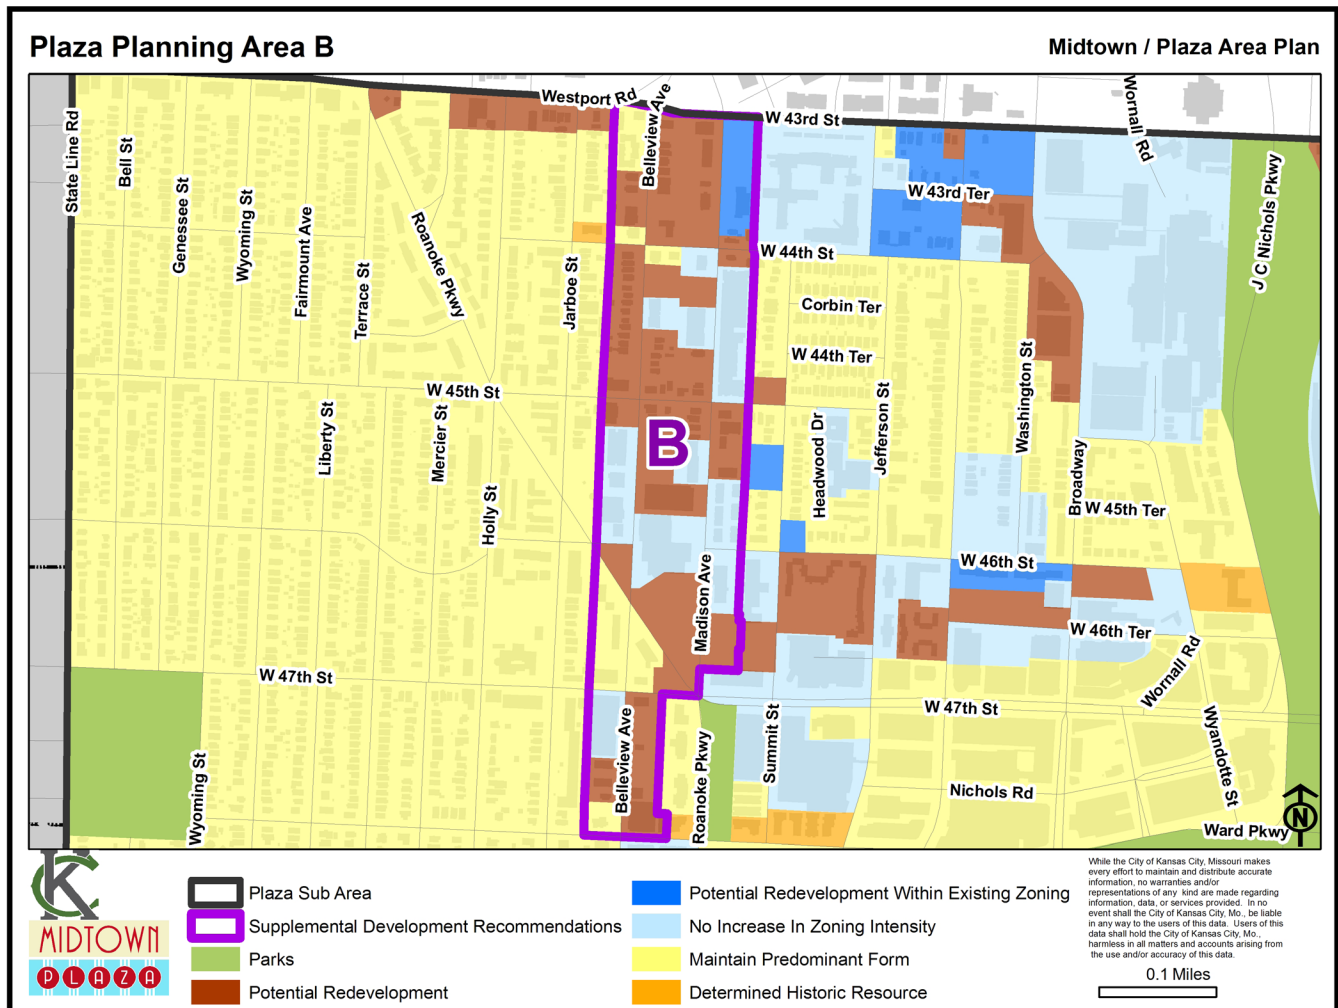 Plaza Planning Area B
Midtown / Plaza Area Plan
Westport Rd
Belleview Ave
W 43rd St
Wornall Rd
State Line Rd
Bell St
Genessee St
Wyoming St
Fairmount Ave
Terrace St
Roanoke Pkwy
Jarboe St
W 43rd Ter
J C Nichols Pkwy
W 44th St
Corbin Ter
W 44th Ter
W 45th St
Liberty St
Mercier St
Holly St
B
Headwood Dr
Jefferson St
Washington St
Broadway
W 45th Ter
W 46th St
Madison Ave
W 46th Ter
Wornall Rd
W 47th St
W 47th St
Wyoming St
Belleview Ave
Roanoke Pkwy
Summit St
Nichols Rd
Wyandotte St
Ward Pkwy
N
KC
MIDTOWN
PLAZA
Plaza Sub Area
Supplemental Development Recommendations
Parks
Potential Redevelopment
Potential Redevelopment Within Existing Zoning
No Increase In Zoning Intensity
Maintain Predominant Form
Determined Historic Resource
While the City of Kansas City, Missouri makes
every effort to maintain and distribute accurate
information, no warranties and/or
representations of any kind are made regarding
information, data, or services provided. In no
event shall the City of Kansas City, Mo., be liable
in any way to the users of this data. Users of this
data shall hold the City of Kansas City, Mo.,
harmless in all matters and accounts arising from
the use and/or accuracy of this data.
0.1 Miles